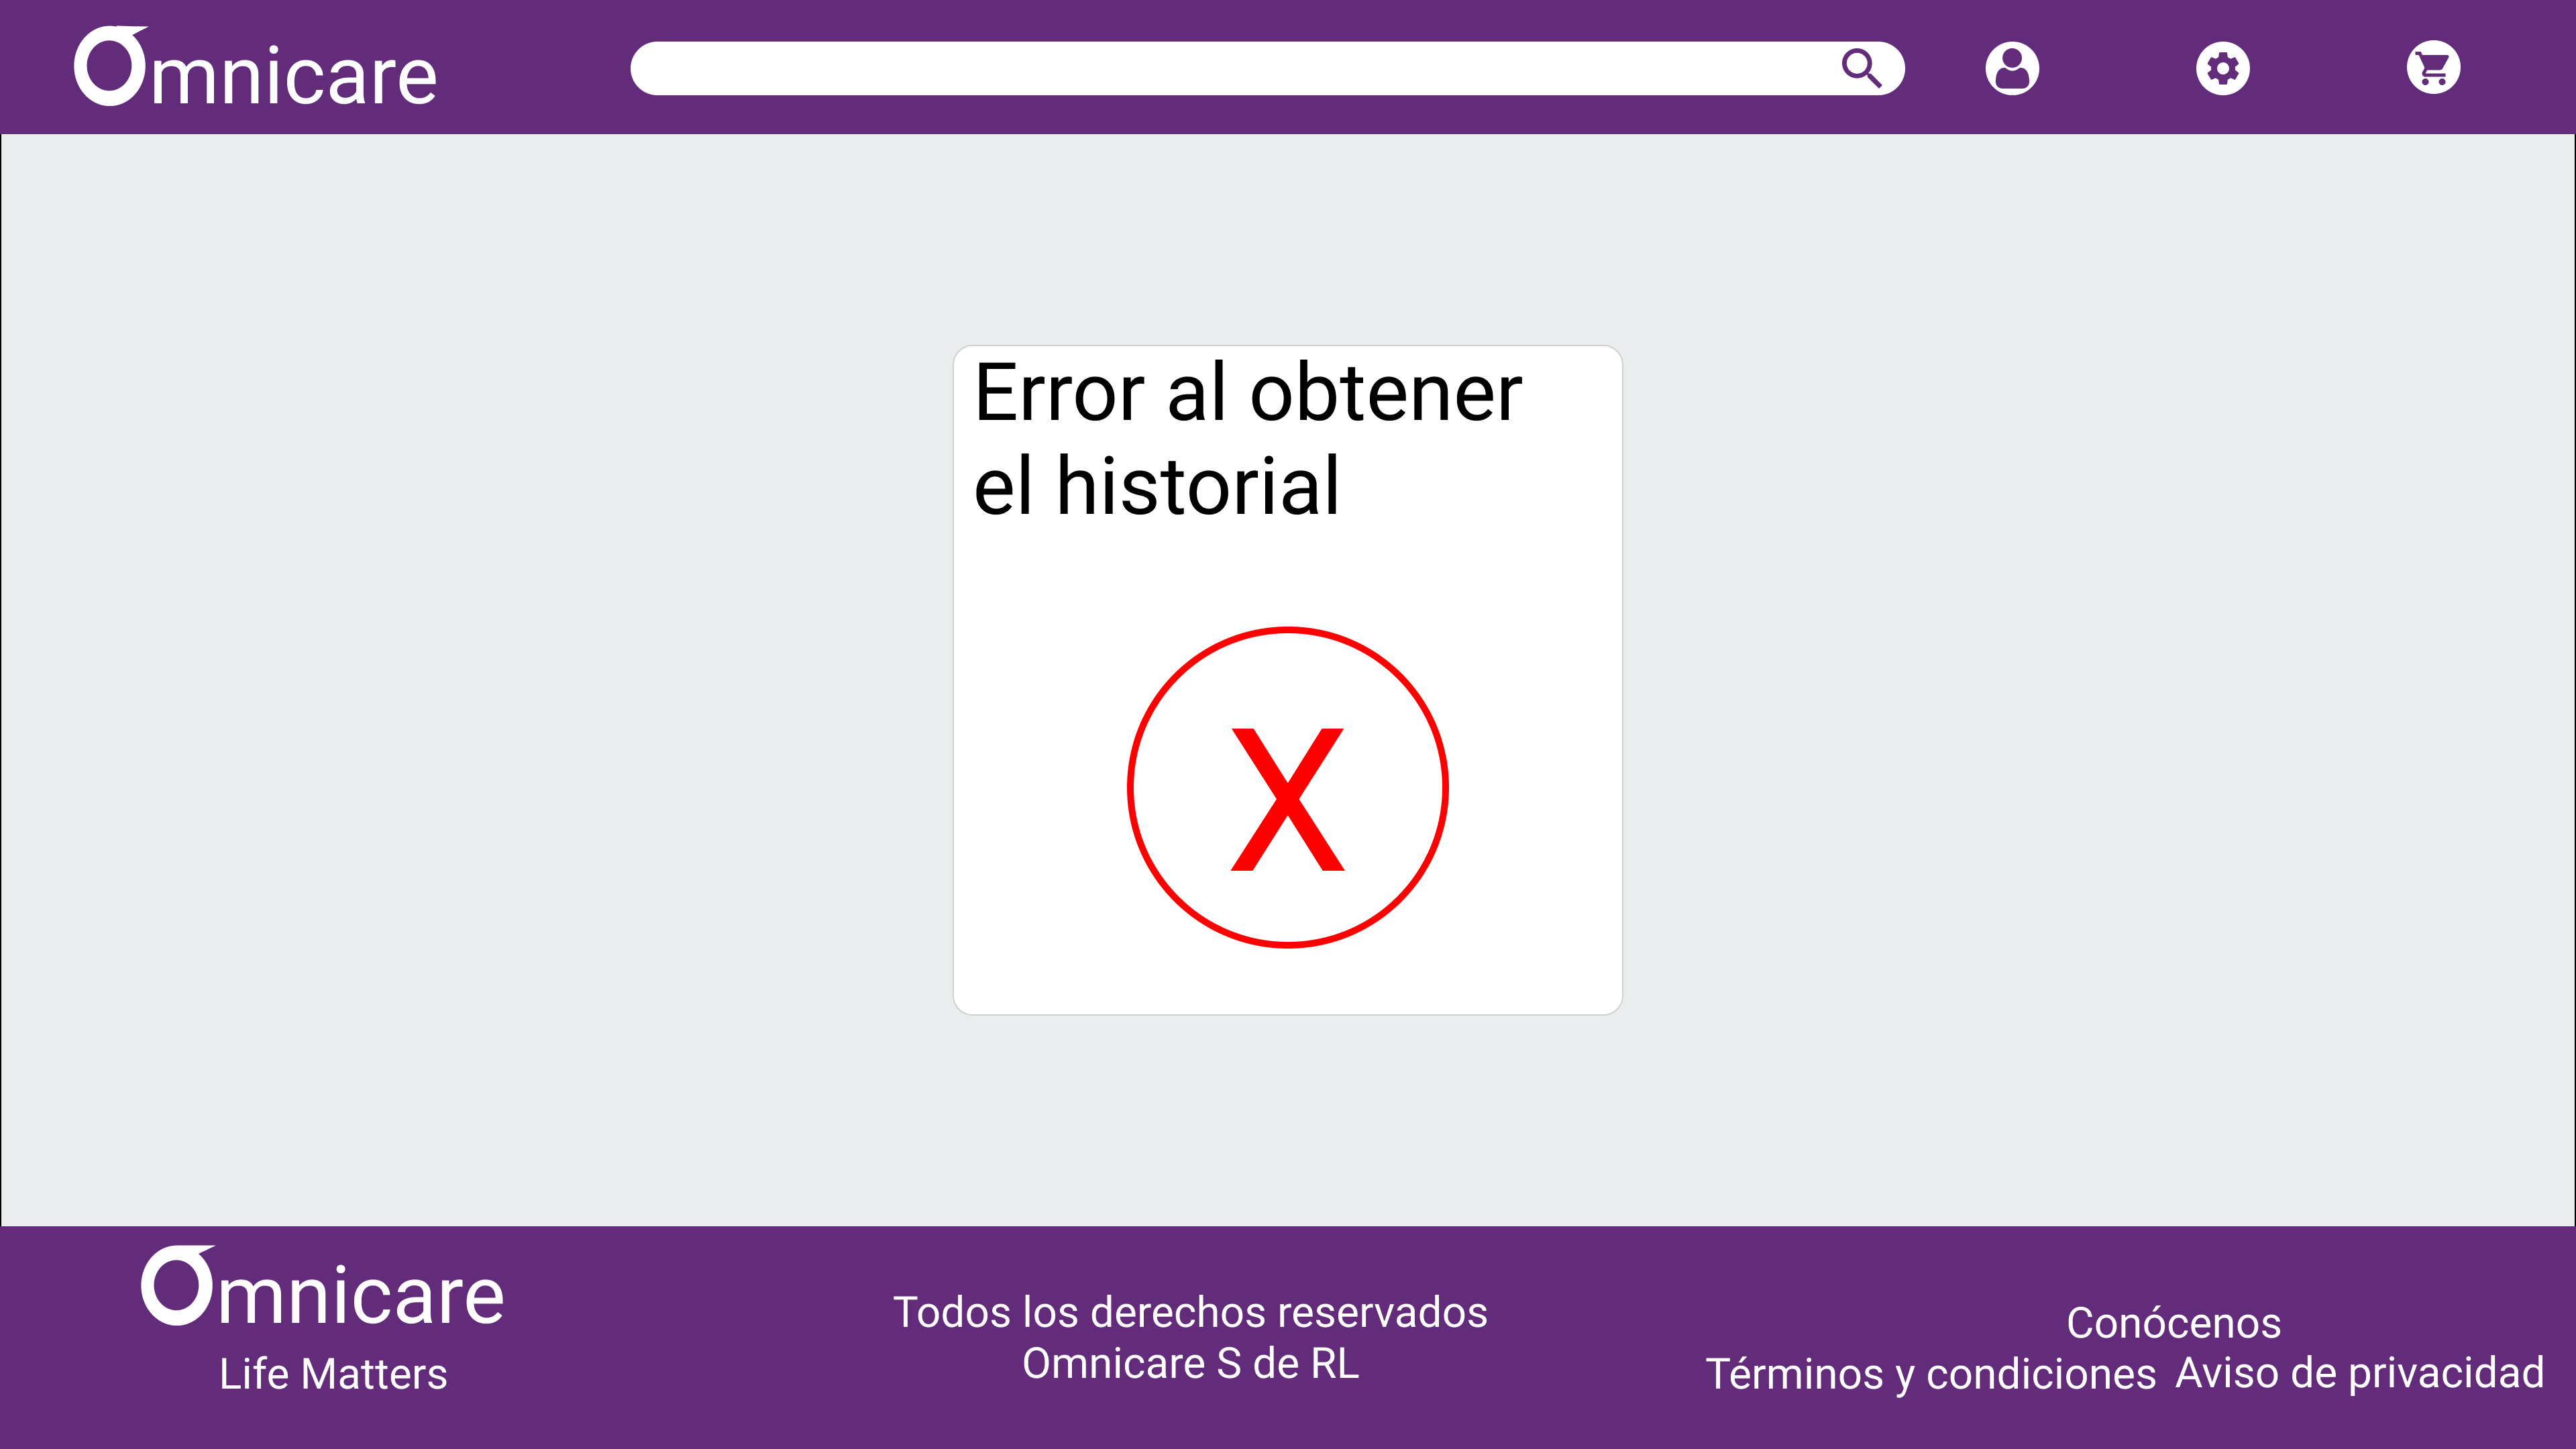 Omnicare
Error al obtener
el historial
X
Omnicare
Life Matters
Todos los derechos reservados
Omnicare S de RL
Conócenos
Términos y condiciones Aviso de privacidad